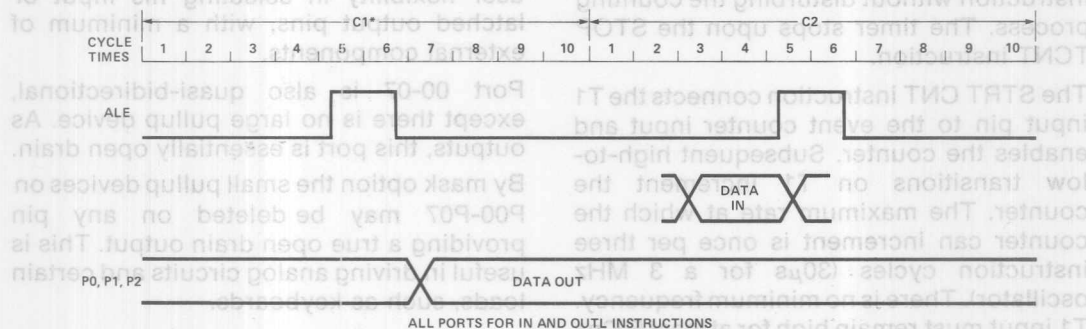 C1* C2
CYCLE TIMES 1 2 3 4 5 6 7 8 9 10 1 2 3 4 5 6 7 8 9 10
ALE
DATA IN
P0, P1, P2 DATA OUT
ALL PORTS FOR IN AND OUTL INSTRUCTIONS
instruction without disturbing the counting
process. The timer stops upon the STOP
TCNT instruction.
The STRT CNT instruction connects the T1
input pin to the event counter input and
enables the counter. Subsequent high-to-
low transitions on T1 increment the
counter. The maximum rate at which the
counter can increment is once per three
instruction cycles (30µs for a 3 MHz
oscillator). There is no minimum frequency.
T1 input must remain high for at
user flexibility in selecting
latched output pins, with a minimum of
external components.
Port 00-07 is also quasi-bidirectional,
except there is no large pullup device. As
outputs, this port is essentially open drain.
By mask option the small pullup devices on
P00-P07 may be deleted on any pin
providing a true open drain output. This is
useful in driving analog circuits and certain
loads, such as keyboards.